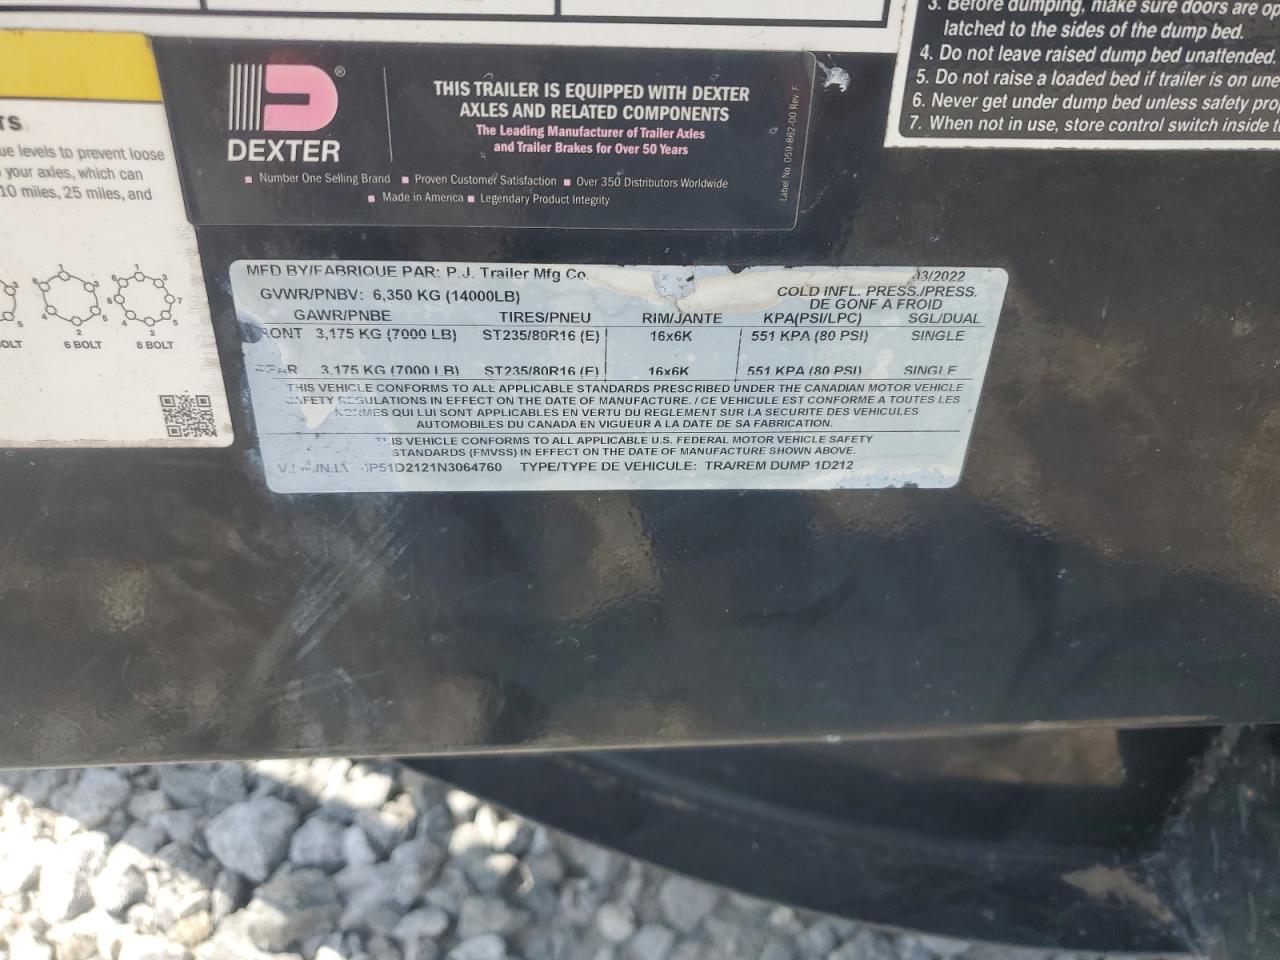 3. Before dumping, make sure doors are op
latched to the sides of the dump bed.
4. Do not leave raised dump bed unattended.
5. Do not raise a loaded bed if trailer is on une
6. Never get under dump bed unless safety pro
7. When not in use, store control switch inside t
TS
ue levels to prevent loose
your axles, which can
10 miles, 25 miles, and
OLT
6 BOLT
8 BOLT
DEXTER
®
THIS TRAILER IS EQUIPPED WITH DEXTER
AXLES AND RELATED COMPONENTS
The Leading Manufacturer of Trailer Axles
and Trailer Brakes for Over 50 Years
■ Number One Selling Brand ■ Proven Customer Satisfaction ■ Over 350 Distributors Worldwide
■ Made in America ■ Legendary Product Integrity
Label No. 059-862-00 Rev. F
MFD BY/FABRIQUE PAR: P.J. Trailer Mfg Co. 03/2022
GVWR/PNBV: 6,350 KG (14000LB) COLD INFL. PRESS./PRESS.
DE GONF A FROID
GAWR/PNBE TIRES/PNEU RIM/JANTE KPA(PSI/LPC) SGL/DUAL
RONT 3,175 KG (7000 LB) ST235/80R16 (E) 16x6K 551 KPA (80 PSI) SINGLE
AR 3,175 KG (7000 LB) ST235/80R16 (E) 16x6K 551 KPA (80 PSI) SINGLE
THIS VEHICLE CONFORMS TO ALL APPLICABLE STANDARDS PRESCRIBED UNDER THE CANADIAN MOTOR VEHICLE
AFETY REGULATIONS IN EFFECT ON THE DATE OF MANUFACTURE. / CE VEHICULE EST CONFORME A TOUTES LES
NORMES QUI LUI SONT APPLICABLES EN VERTU DU REGLEMENT SUR LA SECURITE DES VEHICULES
AUTOMOBILES DU CANADA EN VIGUEUR A LA DATE DE SA FABRICATION.
IS VEHICLE CONFORMS TO ALL APPLICABLE U.S. FEDERAL MOTOR VEHICLE SAFETY
STANDARDS (FMVSS) IN EFFECT ON THE DATE OF MANUFACTURE SHOWN ABOVE.
P51D2121N3064760 TYPE/TYPE DE VEHICULE: TRA/REM DUMP 1D212